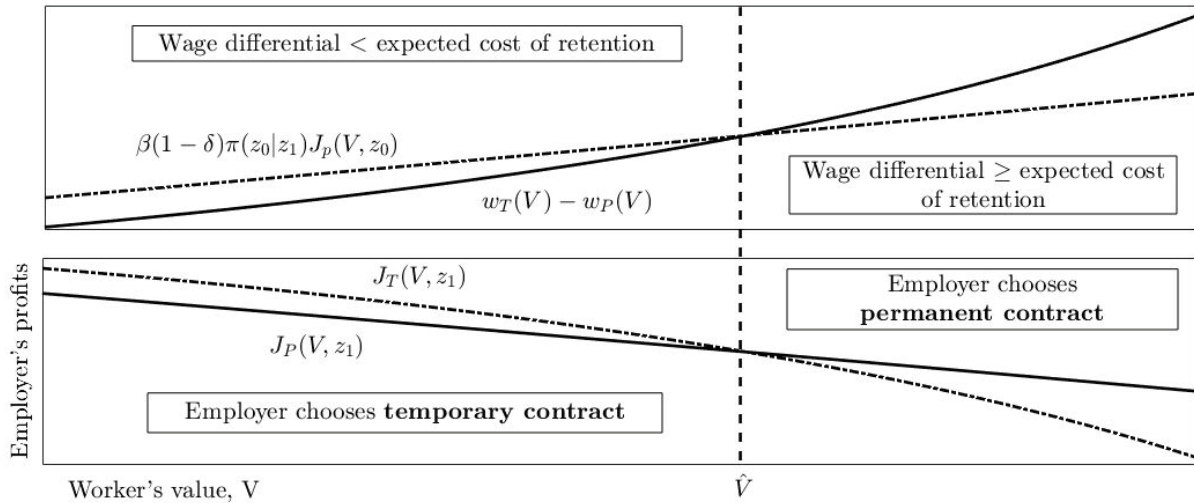 Wage differential < expected cost of retention
β(1 − δ)π(z₀|z₁)Jₚ(V, z₀)
Wage differential ≥ expected cost
of retention
w_T(V) − w_P(V)
Employer's profits
J_T(V, z₁)
Employer chooses
permanent contract
J_P(V, z₁)
Employer chooses temporary contract
Worker's value, V
V̂